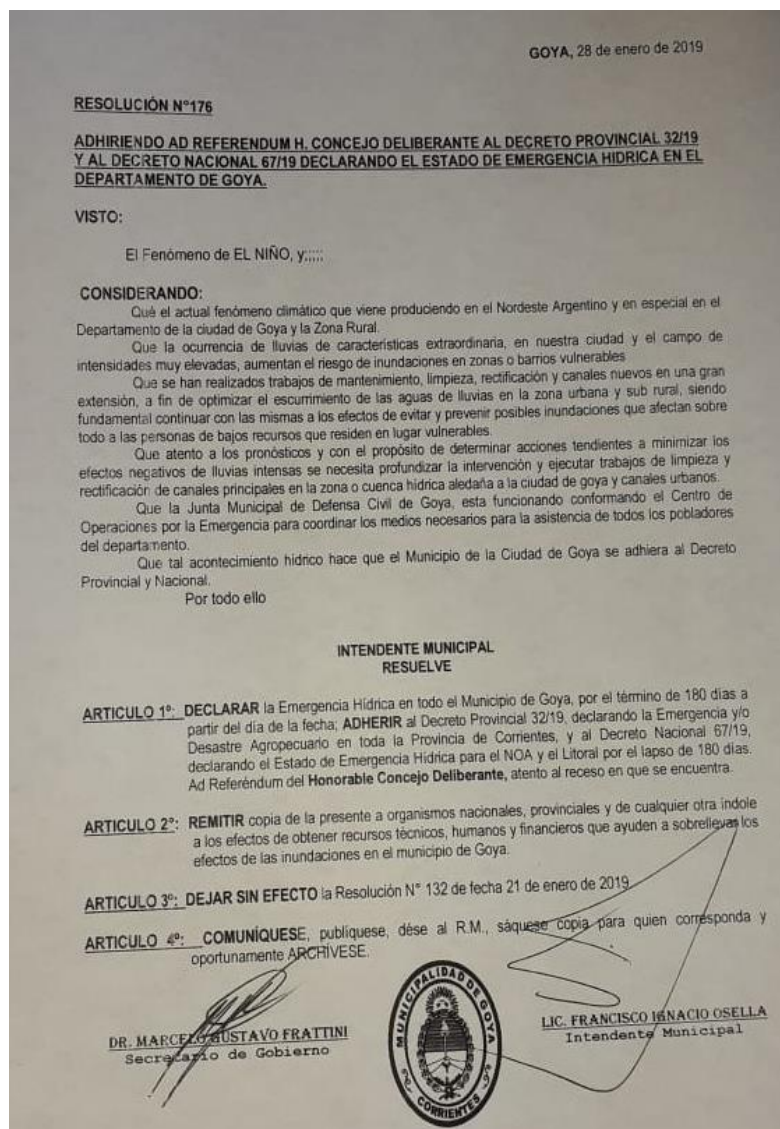 GOYA, 28 de enero de 2019
RESOLUCIÓN N°176
ADHIRIENDO AD REFERENDUM H. CONCEJO DELIBERANTE AL DECRETO PROVINCIAL 32/19
Y AL DECRETO NACIONAL 67/19 DECLARANDO EL ESTADO DE EMERGENCIA HIDRICA EN EL
DEPARTAMENTO DE GOYA.
VISTO:
El Fenómeno de EL NIÑO, y;;;;;
CONSIDERANDO:
Qué el actual fenómeno climático que viene produciendo en el Nordeste Argentino y en especial en el
Departamento de la ciudad de Goya y la Zona Rural.
Que la ocurrencia de lluvias de características extraordinaria, en nuestra ciudad y el campo de
intensidades muy elevadas, aumentan el riesgo de inundaciones en zonas o barrios vulnerables
Que se han realizados trabajos de mantenimiento, limpieza, rectificación y canales nuevos en una gran
extensión, a fin de optimizar el escurrimiento de las aguas de lluvias en la zona urbana y sub rural, siendo
fundamental continuar con las mismas a los efectos de evitar y prevenir posibles inundaciones que afectan sobre
todo a las personas de bajos recursos que residen en lugar vulnerables.
Que atento a los pronósticos y con el propósito de determinar acciones tendientes a minimizar los
efectos negativos de lluvias intensas se necesita profundizar la intervención y ejecutar trabajos de limpieza y
rectificación de canales principales en la zona o cuenca hídrica aledaña a la ciudad de goya y canales urbanos.
Que la Junta Municipal de Defensa Civil de Goya, esta funcionando conformando el Centro de
Operaciones por la Emergencia para coordinar los medios necesarios para la asistencia de todos los pobladores
del departamento.
Que tal acontecimiento hídrico hace que el Municipio de la Ciudad de Goya se adhiera al Decreto
Provincial y Nacional.
Por todo ello
INTENDENTE MUNICIPAL
RESUELVE
ARTICULO 1º: DECLARAR la Emergencia Hídrica en todo el Municipio de Goya, por el término de 180 días a
partir del día de la fecha; ADHERIR al Decreto Provincial 32/19, declarando la Emergencia y/o
Desastre Agropecuario en toda la Provincia de Corrientes, y al Decreto Nacional 67/19,
declarando el Estado de Emergencia Hídrica para el NOA y el Litoral por el lapso de 180 días.
Ad Referéndum del Honorable Concejo Deliberante, atento al receso en que se encuentra.
ARTICULO 2º: REMITIR copia de la presente a organismos nacionales, provinciales y de cualquier otra índole
a los efectos de obtener recursos técnicos, humanos y financieros que ayuden a sobrellevar los
efectos de las inundaciones en el municipio de Goya.
ARTICULO 3º: DEJAR SIN EFECTO la Resolución N° 132 de fecha 21 de enero de 2019
ARTICULO 4º: COMUNÍQUESE, publíquese, dése al R.M., sáquese copia para quien corresponda y
oportunamente ARCHÍVESE.
DR. MARCELO GUSTAVO FRATTINI
Secretario de Gobierno
MUNICIPALIDAD DE GOYA
CORRIENTES
LIC. FRANCISCO IGNACIO OSELLA
Intendente Municipal